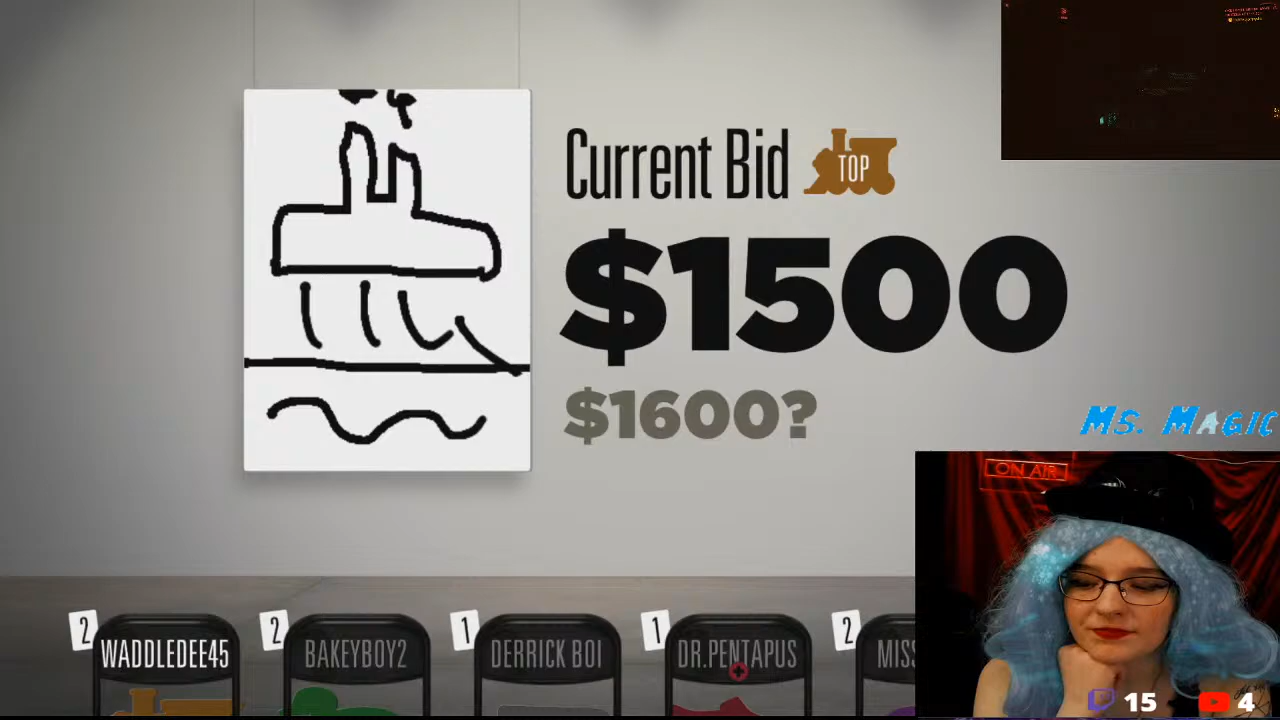 Current Bid
TOP
$1500
$1600?
Ms. Magic
ON AIR
2
WADDLEDEE45
2
BAKEYBOY2
1
DERRICK BOI
1
DR.PENTAPUS
2
MISS
15
4